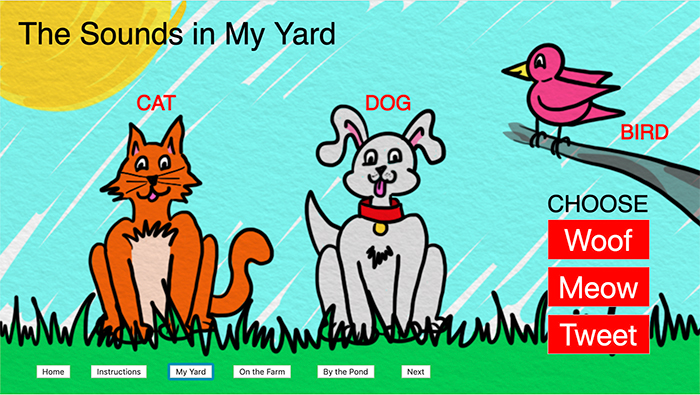 The Sounds in My Yard
CAT
DOG
BIRD
CHOOSE
Woof
Meow
Tweet
Home
Instructions
My Yard
On the Farm
By the Pond
Next